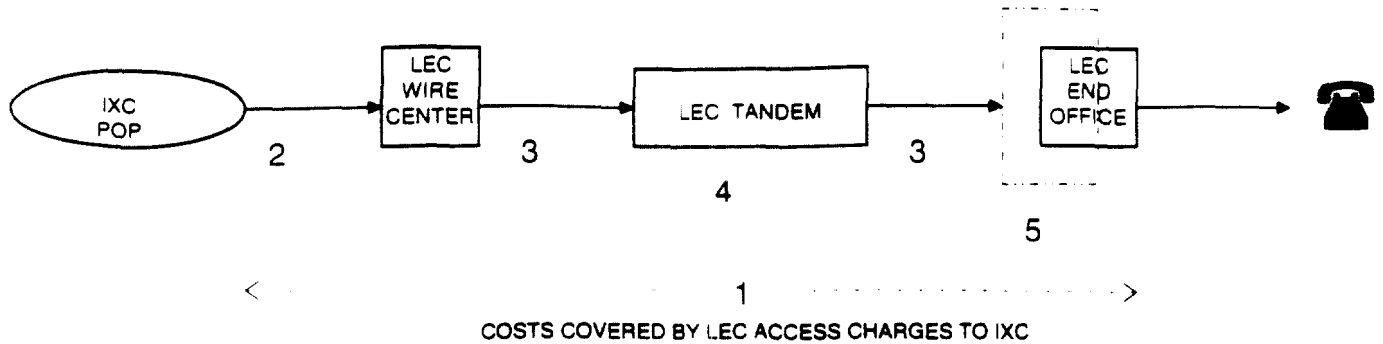 IXC
POP
LEC
WIRE
CENTER
LEC TANDEM
LEC
END
OFFICE
2
3
3
4
5
1
COSTS COVERED BY LEC ACCESS CHARGES TO IXC